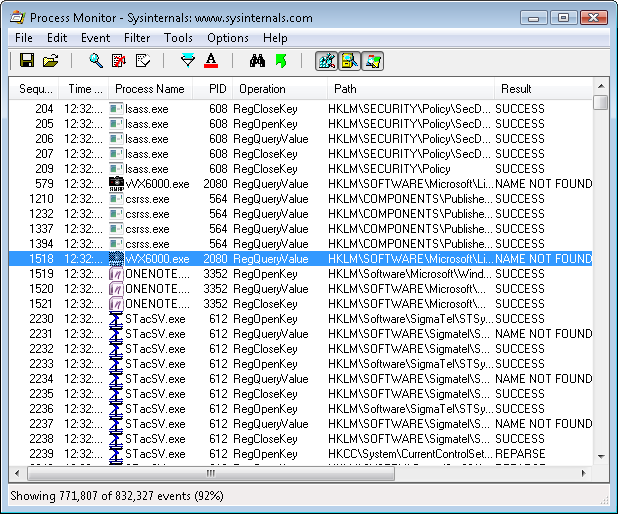 Process Monitor - Sysinternals: www.sysinternals.com
File Edit Event Filter Tools Options Help
Sequ... Time ... Process Name PID Operation Path Result
204 12:32:... lsass.exe 608 RegCloseKey HKLM\SECURITY\Policy\SecD... SUCCESS
205 12:32:... lsass.exe 608 RegOpenKey HKLM\SECURITY\Policy\SecD... SUCCESS
206 12:32:... lsass.exe 608 RegQueryValue HKLM\SECURITY\Policy\SecD... SUCCESS
207 12:32:... lsass.exe 608 RegCloseKey HKLM\SECURITY\Policy\SecD... SUCCESS
209 12:32:... lsass.exe 608 RegCloseKey HKLM\SECURITY\Policy SUCCESS
579 12:32:... VX6000.exe 2080 RegQueryValue HKLM\SOFTWARE\Microsoft\Li... NAME NOT FOUND
1210 12:32:... csrss.exe 564 RegQueryValue HKLM\COMPONENTS\Publishe... SUCCESS
1232 12:32:... csrss.exe 564 RegQueryValue HKLM\COMPONENTS\Publishe... SUCCESS
1337 12:32:... csrss.exe 564 RegQueryValue HKLM\COMPONENTS\Publishe... SUCCESS
1394 12:32:... csrss.exe 564 RegQueryValue HKLM\COMPONENTS\Publishe... SUCCESS
1518 12:32:... VX6000.exe 2080 RegQueryValue HKLM\SOFTWARE\Microsoft\Li... NAME NOT FOUND
1519 12:32:... ONENOTE.... 3352 RegOpenKey HKLM\Software\Microsoft\Wind... SUCCESS
1520 12:32:... ONENOTE.... 3352 RegQueryValue HKLM\SOFTWARE\Microsoft\... SUCCESS
1521 12:32:... ONENOTE.... 3352 RegCloseKey HKLM\SOFTWARE\Microsoft\... SUCCESS
2230 12:32:... STacSV.exe 612 RegOpenKey HKLM\Software\SigmaTel\STSy... SUCCESS
2231 12:32:... STacSV.exe 612 RegQueryValue HKLM\SOFTWARE\Sigmatel\S... NAME NOT FOUND
2232 12:32:... STacSV.exe 612 RegCloseKey HKLM\SOFTWARE\Sigmatel\S... SUCCESS
2233 12:32:... STacSV.exe 612 RegOpenKey HKLM\Software\SigmaTel\STSy... SUCCESS
2234 12:32:... STacSV.exe 612 RegQueryValue HKLM\SOFTWARE\Sigmatel\S... NAME NOT FOUND
2235 12:32:... STacSV.exe 612 RegCloseKey HKLM\SOFTWARE\Sigmatel\S... SUCCESS
2236 12:32:... STacSV.exe 612 RegOpenKey HKLM\Software\SigmaTel\STSy... SUCCESS
2237 12:32:... STacSV.exe 612 RegQueryValue HKLM\SOFTWARE\Sigmatel\S... NAME NOT FOUND
2238 12:32:... STacSV.exe 612 RegCloseKey HKLM\SOFTWARE\Sigmatel\S... SUCCESS
2239 12:32:... STacSV.exe 612 RegOpenKey HKCC\System\CurrentControlSet... REPARSE
Showing 771,807 of 832,327 events (92%)